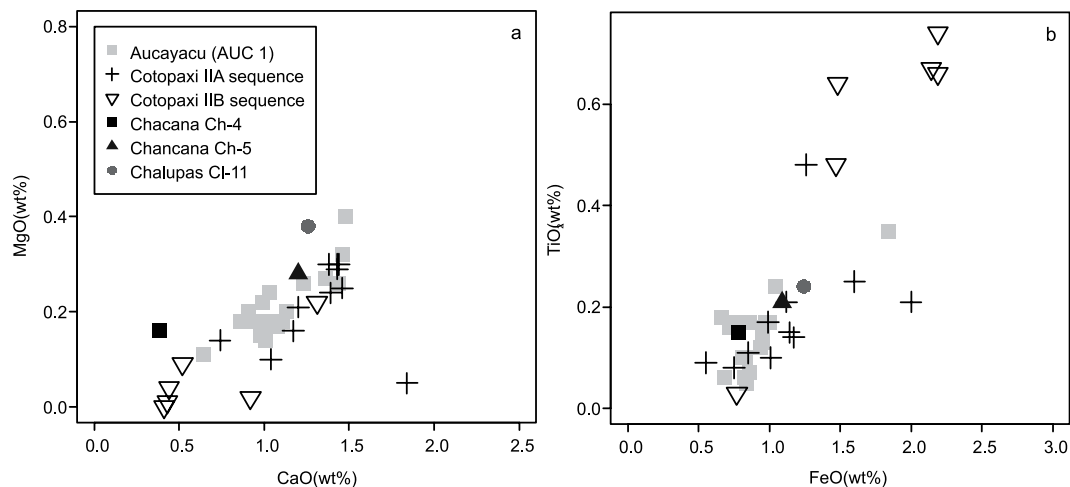 a
Aucayacu (AUC 1)
Cotopaxi IIA sequence
Cotopaxi IIB sequence
Chacana Ch-4
Chancana Ch-5
Chalupas Cl-11
MgO(wt%)
0.8
0.6
0.4
0.2
0.0
0.0 0.5 1.0 1.5 2.0 2.5
CaO(wt%)
b
TiO₂(wt%)
0.6
0.4
0.2
0.0
0.0 0.5 1.0 1.5 2.0 2.5 3.0
FeO(wt%)